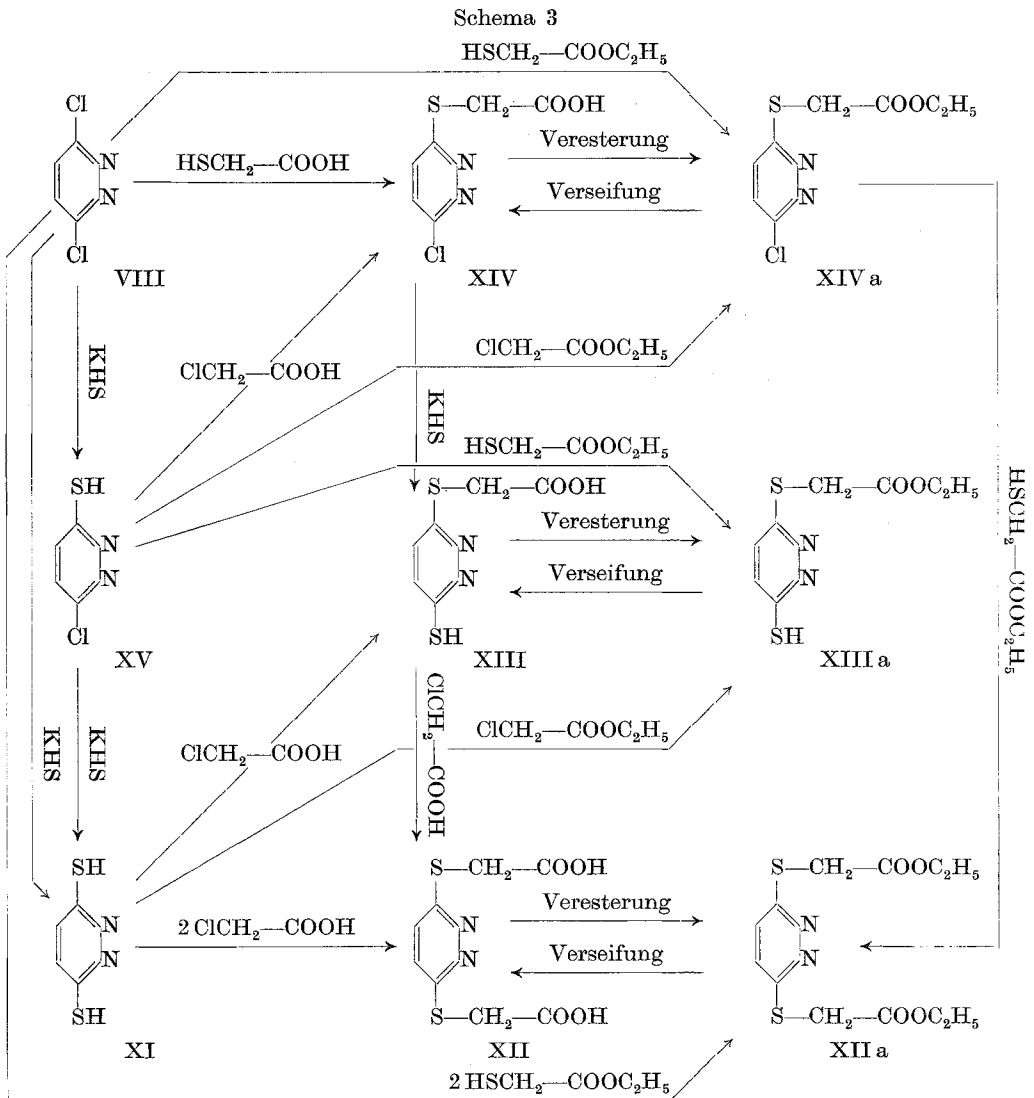 Schema 3
HSCH₂—COOC₂H₅
Cl
S—CH₂—COOH
S—CH₂—COOC₂H₅
N
N
HSCH₂—COOH
N
N
Veresterung
Verseifung
N
N
Cl
Cl
Cl
VIII
XIV
XIVa
KHS
ClCH₂—COOH
ClCH₂—COOC₂H₅
KHS
HSCH₂—COOC₂H₅
HSCH₂—COOC₂H₅
SH
S—CH₂—COOH
S—CH₂—COOC₂H₅
N
N
N
N
Veresterung
Verseifung
N
N
Cl
SH
SH
XV
XIII
XIIIa
KHS
KHS
ClCH₂—COOH
ClCH₂—COOH
ClCH₂—COOC₂H₅
SH
S—CH₂—COOH
S—CH₂—COOC₂H₅
N
N
2 ClCH₂—COOH
N
N
Veresterung
Verseifung
N
N
SH
S—CH₂—COOH
S—CH₂—COOC₂H₅
XI
XII
XIIa
2 HSCH₂—COOC₂H₅